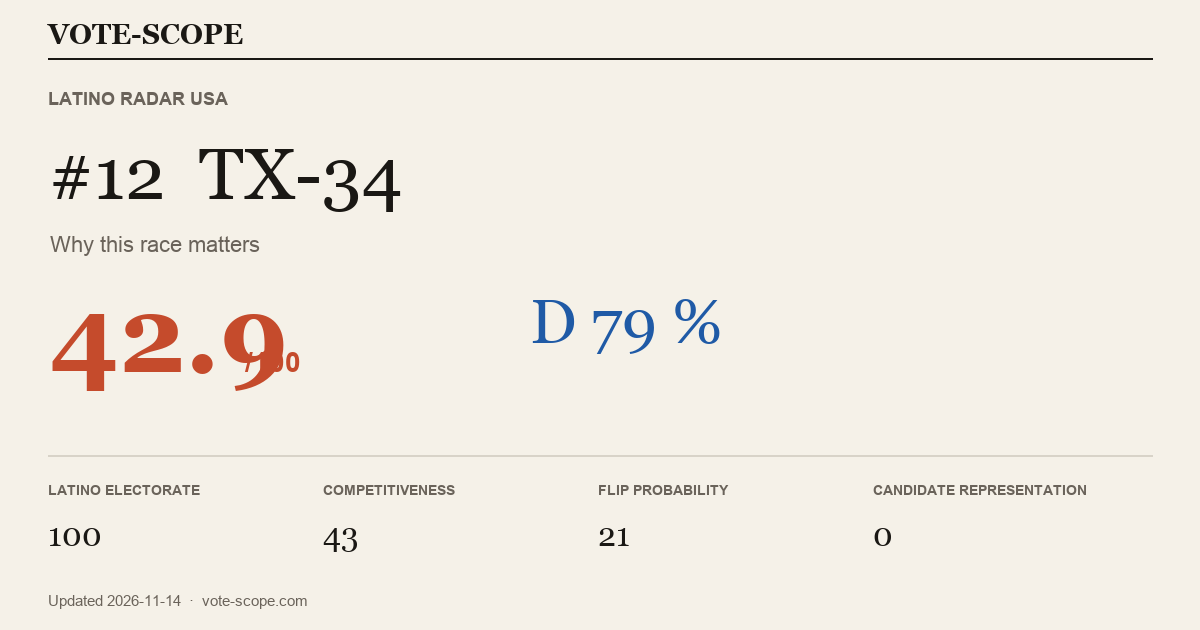 VOTE-SCOPE
LATINO RADAR USA
#12 TX-34
Why this race matters
42.9
D 79 %
LATINO ELECTORATE
COMPETITIVENESS
FLIP PROBABILITY
CANDIDATE REPRESENTATION
100
43
21
0
Updated 2026-11-14 · vote-scope.com